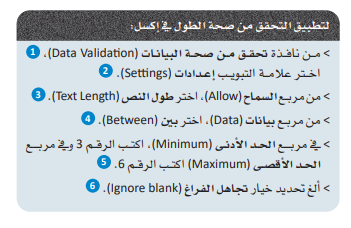 لتطبيق التحقق من صحة الطول في إكسل:
> من نافذة تحقق من صحة البيانات (Data Validation)، 1
اختر علامة التبويب إعدادات (Settings). 2
> من مربع السماح (Allow)، اختر طول النص (Text Length). 3
> من مربع بيانات (Data)، اختر بين (Between). 4
> في مربع الحد الأدنى (Minimum)، اكتب الرقم 3 وفي مربع
الحد الأقصى (Maximum) اكتب الرقم 6. 5
> ألغ تحديد خيار تجاهل الفراغ (Ignore blank). 6